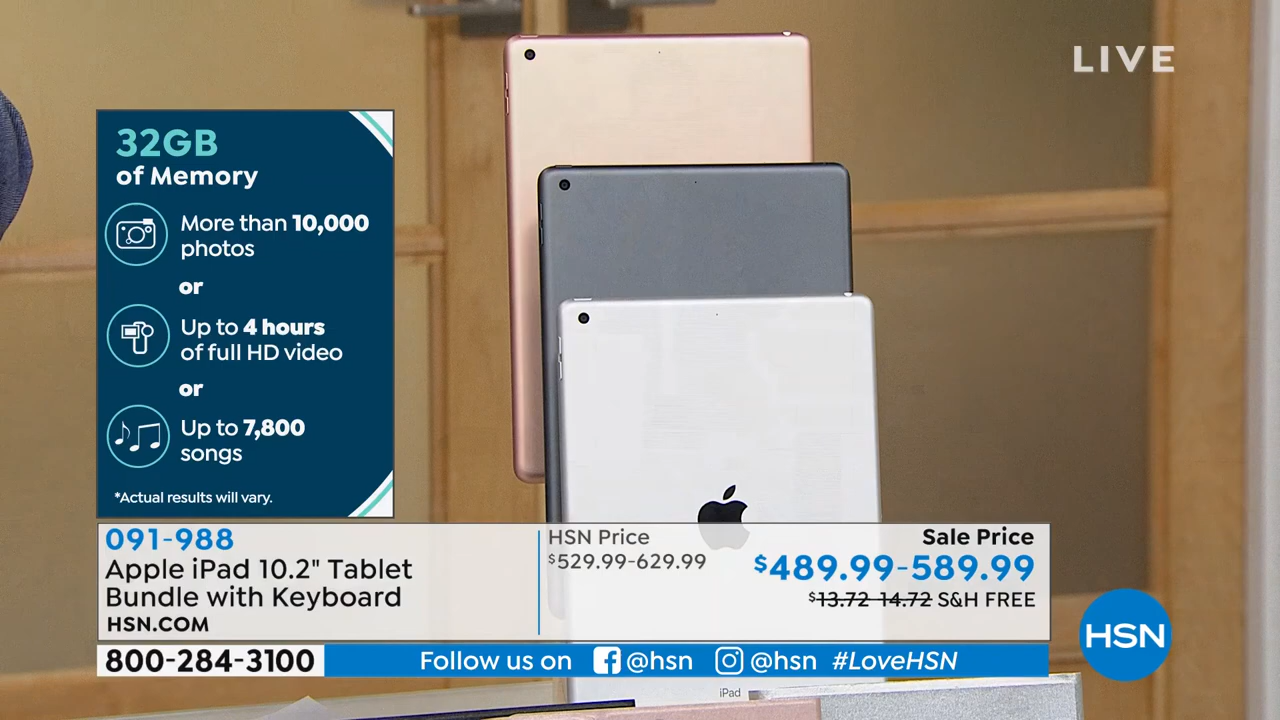 LIVE
32GB
of Memory
More than 10,000
photos
or
Up to 4 hours
of full HD video
or
Up to 7,800
songs
*Actual results will vary.
091-988
Apple iPad 10.2" Tablet
Bundle with Keyboard
HSN.COM
HSN Price
$529.99-629.99
Sale Price
$489.99-589.99
$13.72-14.72 S&H FREE
HSN
800-284-3100
Follow us on @hsn @hsn #LoveHSN
iPad